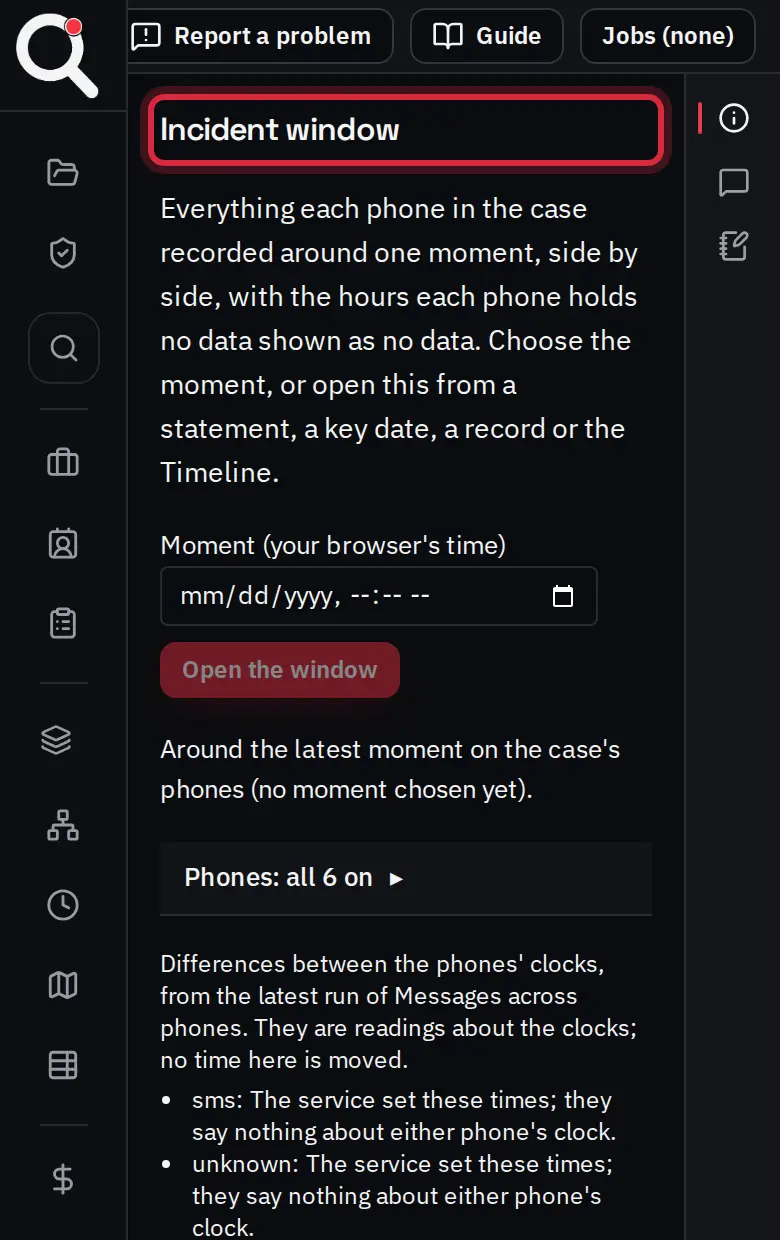 Report a problem
Guide
Jobs (none)
Incident window
Everything each phone in the case
recorded around one moment, side by
side, with the hours each phone holds
no data shown as no data. Choose the
moment, or open this from a
statement, a key date, a record or the
Timeline.
Moment (your browser's time)
mm/dd/yyyy, --:-- --
Open the window
Around the latest moment on the case's
phones (no moment chosen yet).
Phones: all 6 on ▸
Differences between the phones' clocks,
from the latest run of Messages across
phones. They are readings about the clocks;
no time here is moved.
• sms: The service set these times; they
say nothing about either phone's clock.
• unknown: The service set these times;
they say nothing about either phone's
clock.